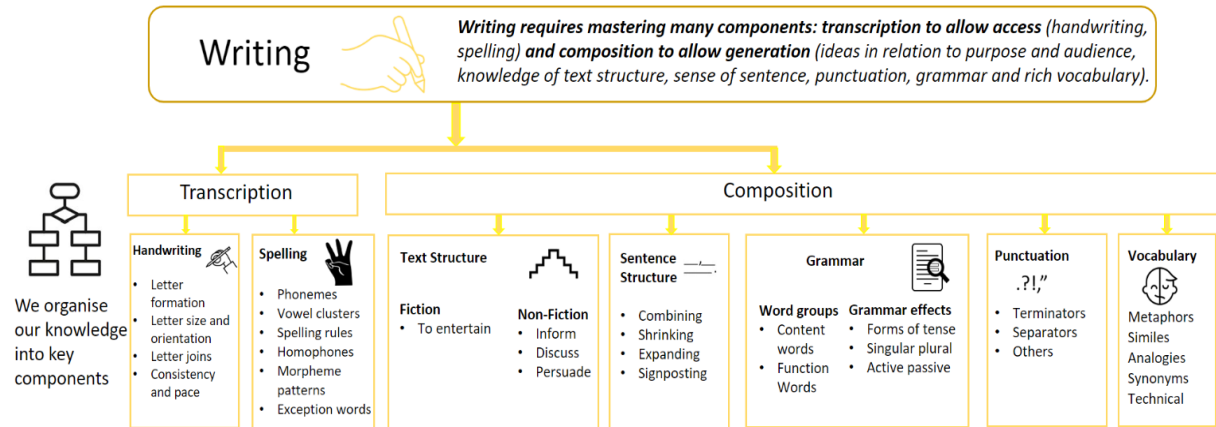 Writing
Writing requires mastering many components: transcription to allow access (handwriting,
spelling) and composition to allow generation (ideas in relation to purpose and audience,
knowledge of text structure, sense of sentence, punctuation, grammar and rich vocabulary).
We organise
our knowledge
into key
components
Transcription
Composition
Handwriting
• Letter
formation
• Letter size and
orientation
• Letter joins
• Consistency
and pace
Spelling
• Phonemes
• Vowel clusters
• Spelling rules
• Homophones
• Morpheme
patterns
• Exception words
Text Structure
Fiction
• To entertain
Non-Fiction
• Inform
• Discuss
• Persuade
Sentence
Structure
• Combining
• Shrinking
• Expanding
• Signposting
Grammar
Word groups
• Content
words
• Function
Words
Grammar effects
• Forms of tense
• Singular plural
• Active passive
Punctuation
.?!,”
• Terminators
• Separators
• Others
Vocabulary
Metaphors
Similes
Analogies
Synonyms
Technical